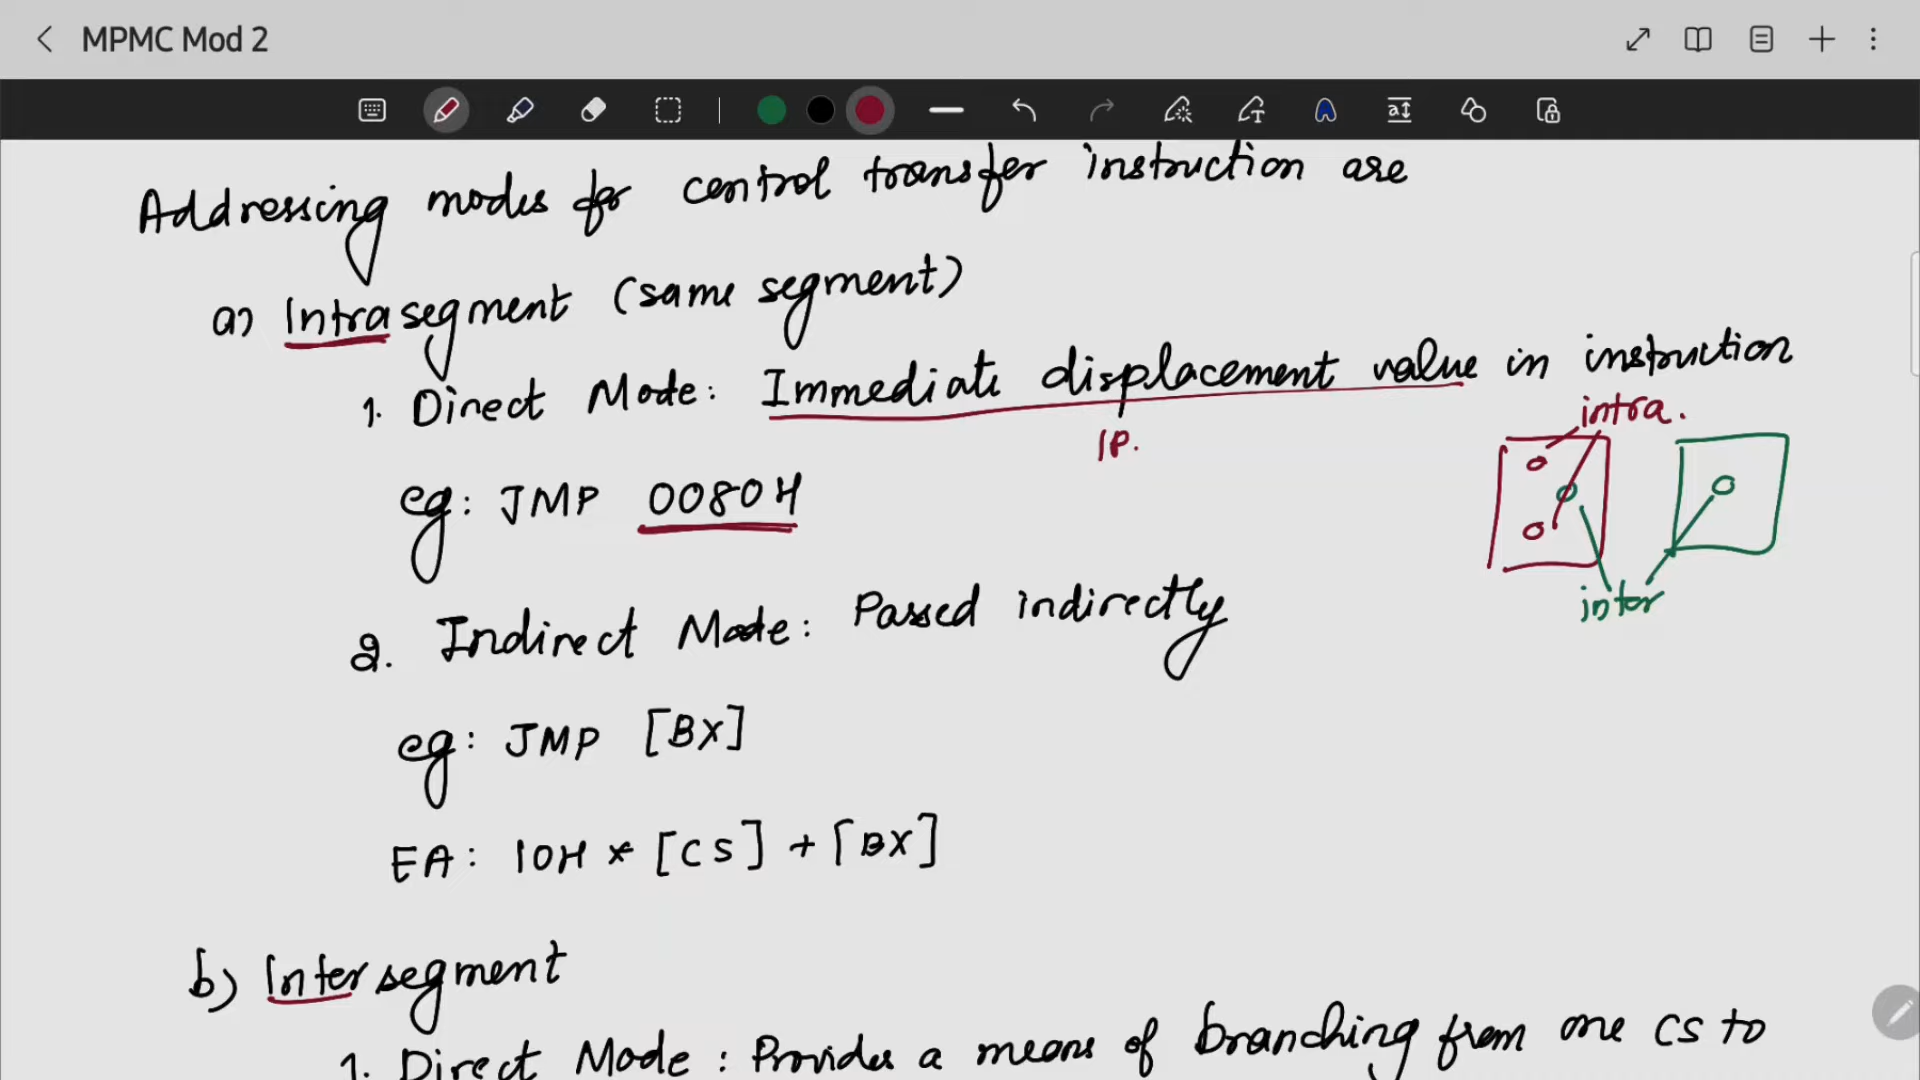 MPMC Mod 2
Addressing modes for control transfer instruction are
a) Intrasegment (same segment)
1. Direct Mode: Immediate displacement value in instruction
IP.
intra.
eg: JMP 0080H
inter
2. Indirect Mode: Passed indirectly
eg: JMP [BX]
EA: 10H * [CS] + [BX]
b) Intersegment
1. Direct Mode: Provides a means of branching from one CS to